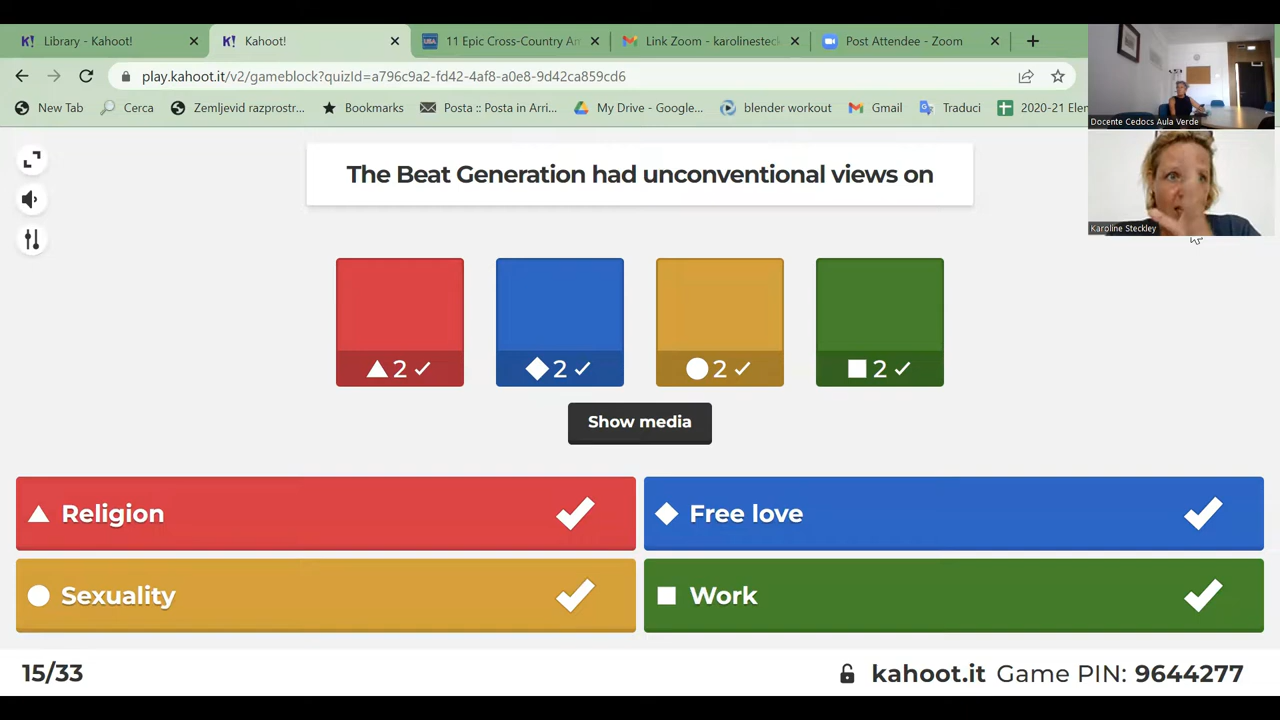 Library - Kahoot!
Kahoot!
11 Epic Cross-Country An
Link Zoom - karolinesteck
Post Attendee - Zoom
play.kahoot.it/v2/gameblock?quizId=a796c9a2-fd42-4af8-a0e8-9d42ca859cd6
New Tab
Cerca
Zemljevid razprostr...
Bookmarks
Posta :: Posta in Arri...
My Drive - Google...
blender workout
Gmail
Traduci
2020-21 Elen
Docente Cedocs Aula Verde
Karoline Steckley
The Beat Generation had unconventional views on
2
2
2
2
Show media
Religion
Free love
Sexuality
Work
15/33
kahoot.it Game PIN: 9644277